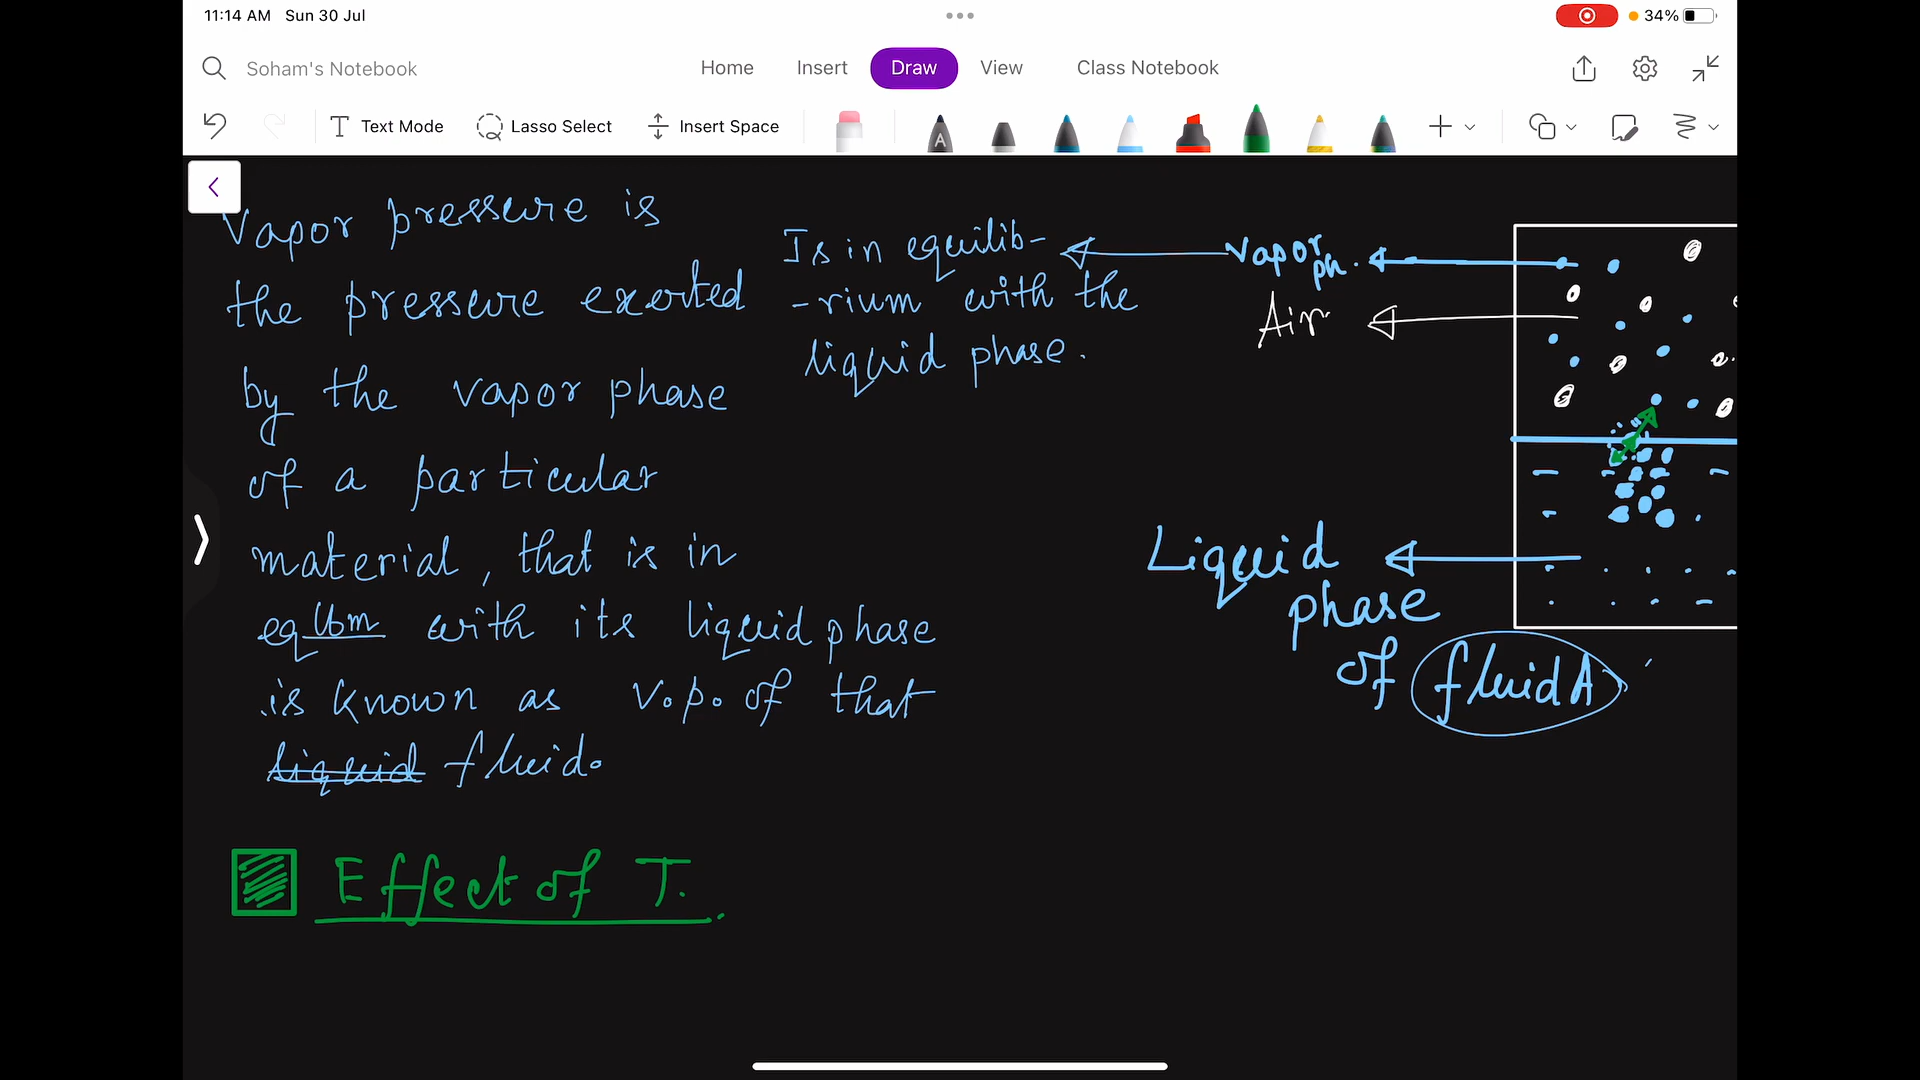 11:14 AM Sun 30 Jul
34%
Soham's Notebook
Home Insert Draw View Class Notebook
Text Mode Lasso Select Insert Space
A
Vapor pressure is
the pressure exerted
by the vapor phase
of a particular
material, that is in
eqlbm with its liquid phase
is known as v.p. of that
liquid fluid.
Is in equilib-
-rium with the
liquid phase.
vapor ph.
Air
Liquid
phase
of fluid A
Effect of T.